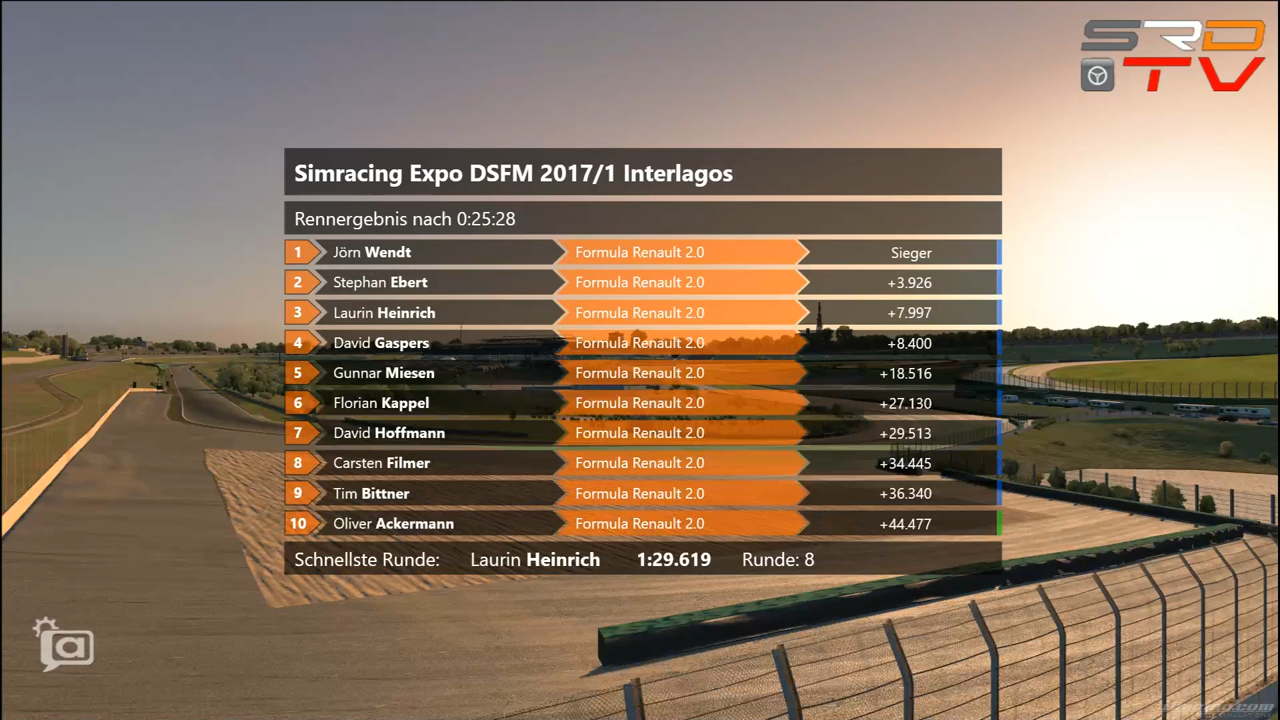 SRD
TV
Simracing Expo DSFM 2017/1 Interlagos
Rennergebnis nach 0:25:28
1 Jörn Wendt Formula Renault 2.0 Sieger
2 Stephan Ebert Formula Renault 2.0 +3.926
3 Laurin Heinrich Formula Renault 2.0 +7.997
4 David Gaspers Formula Renault 2.0 +8.400
5 Gunnar Miesen Formula Renault 2.0 +18.516
6 Florian Kappel Formula Renault 2.0 +27.130
7 David Hoffmann Formula Renault 2.0 +29.513
8 Carsten Filmer Formula Renault 2.0 +34.445
9 Tim Bittner Formula Renault 2.0 +36.340
10 Oliver Ackermann Formula Renault 2.0 +44.477
Schnellste Runde: Laurin Heinrich 1:29.619 Runde: 8
a
iRacing.com